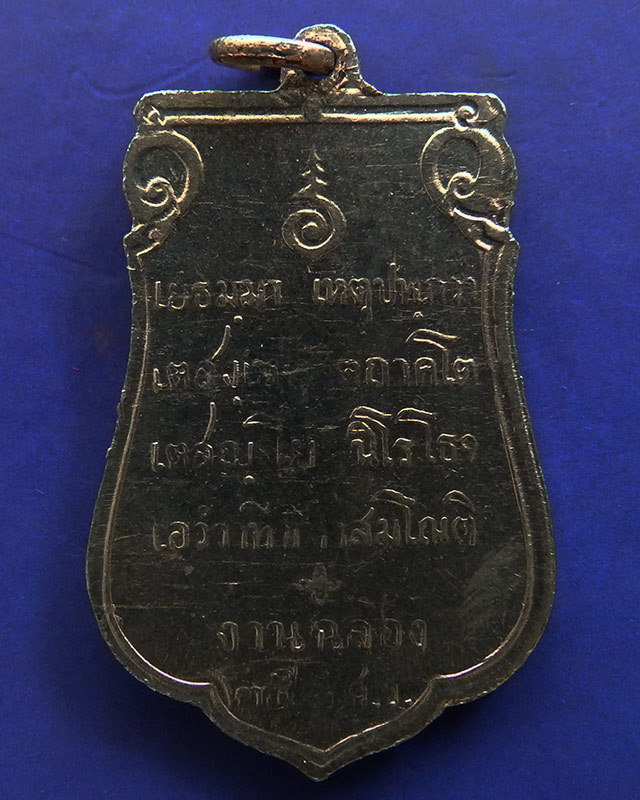 เยธมฺมา เหตุปฺปภวา
เตสํ ตถาคโต
เตสญฺจโย นิโรโธจ
เอวํวาที มหาสมโณติ
งานฉลอง